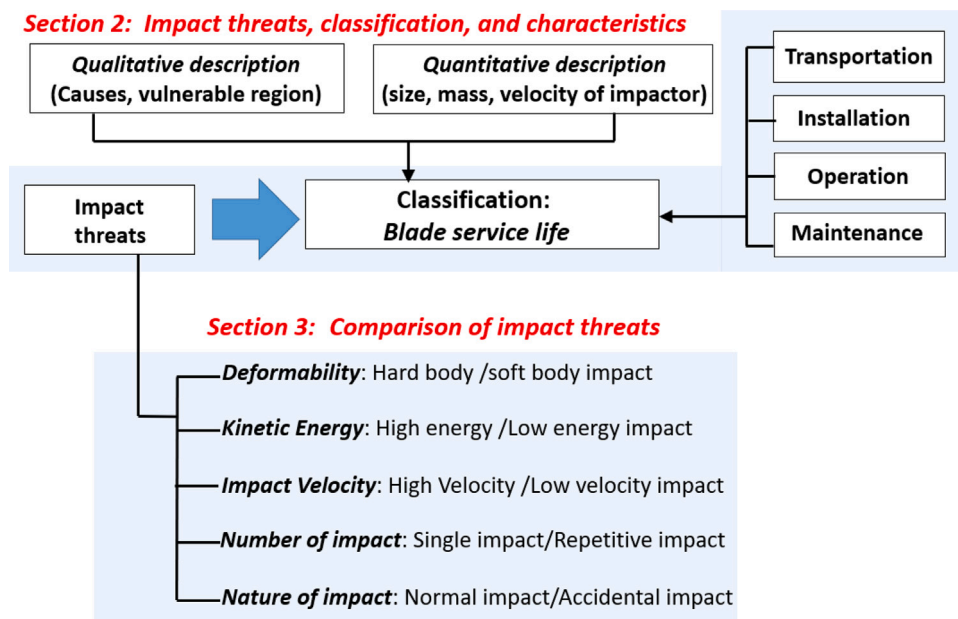 Section 2: Impact threats, classification, and characteristics
Qualitative description
(Causes, vulnerable region)
Quantitative description
(size, mass, velocity of impactor)
Transportation
Installation
Operation
Maintenance
Impact
threats
Classification:
Blade service life
Section 3: Comparison of impact threats
Deformability: Hard body /soft body impact
Kinetic Energy: High energy /Low energy impact
Impact Velocity: High Velocity /Low velocity impact
Number of impact: Single impact/Repetitive impact
Nature of impact: Normal impact/Accidental impact